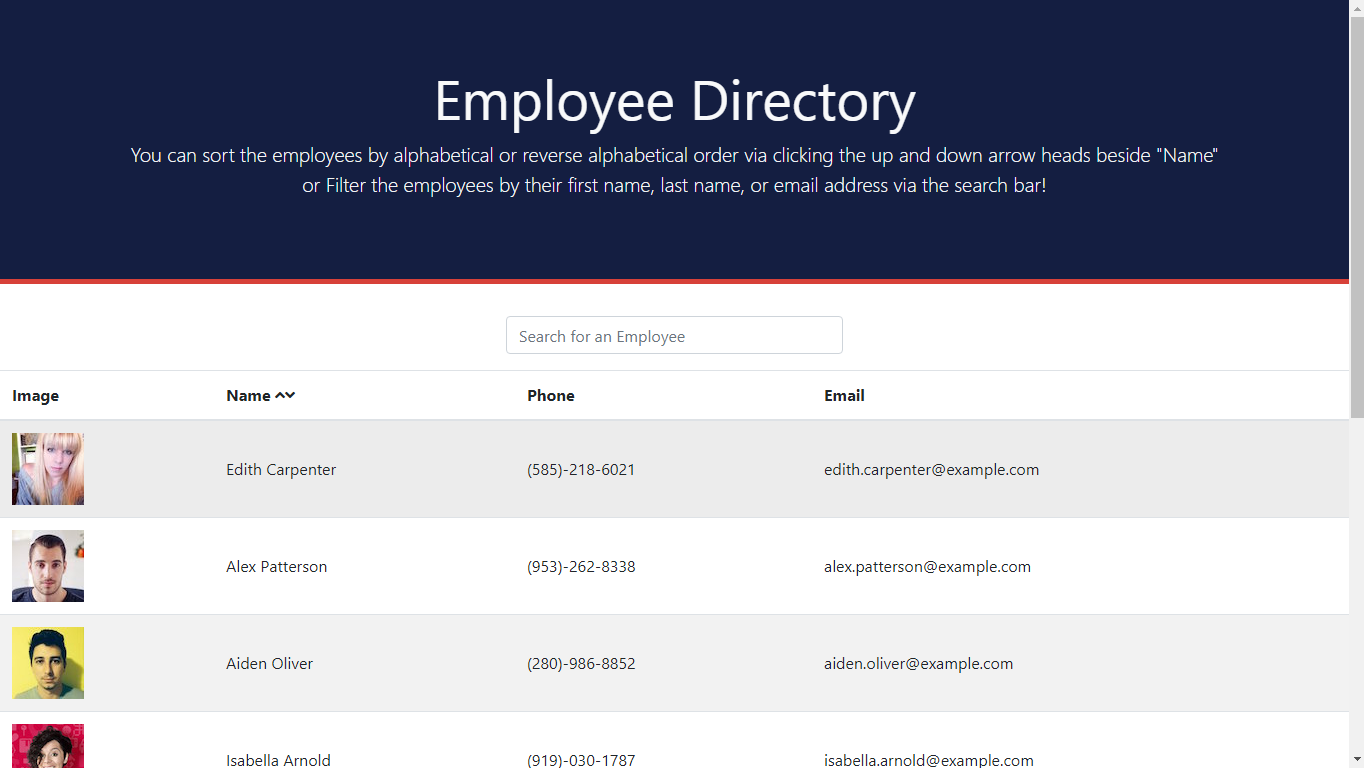 Employee Directory
You can sort the employees by alphabetical or reverse alphabetical order via clicking the up and down arrow heads beside "Name"
or Filter the employees by their first name, last name, or email address via the search bar!
Search for an Employee
Image Name Phone Email
Edith Carpenter (585)-218-6021 edith.carpenter@example.com
Alex Patterson (953)-262-8338 alex.patterson@example.com
Aiden Oliver (280)-986-8852 aiden.oliver@example.com
Isabella Arnold (919)-030-1787 isabella.arnold@example.com